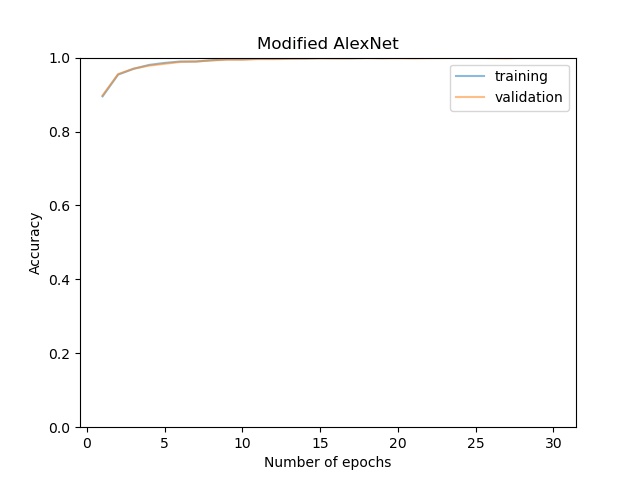 Modified AlexNet
training
validation
1.0
0.8
0.6
0.4
0.2
0.0
Accuracy
0 5 10 15 20 25 30
Number of epochs